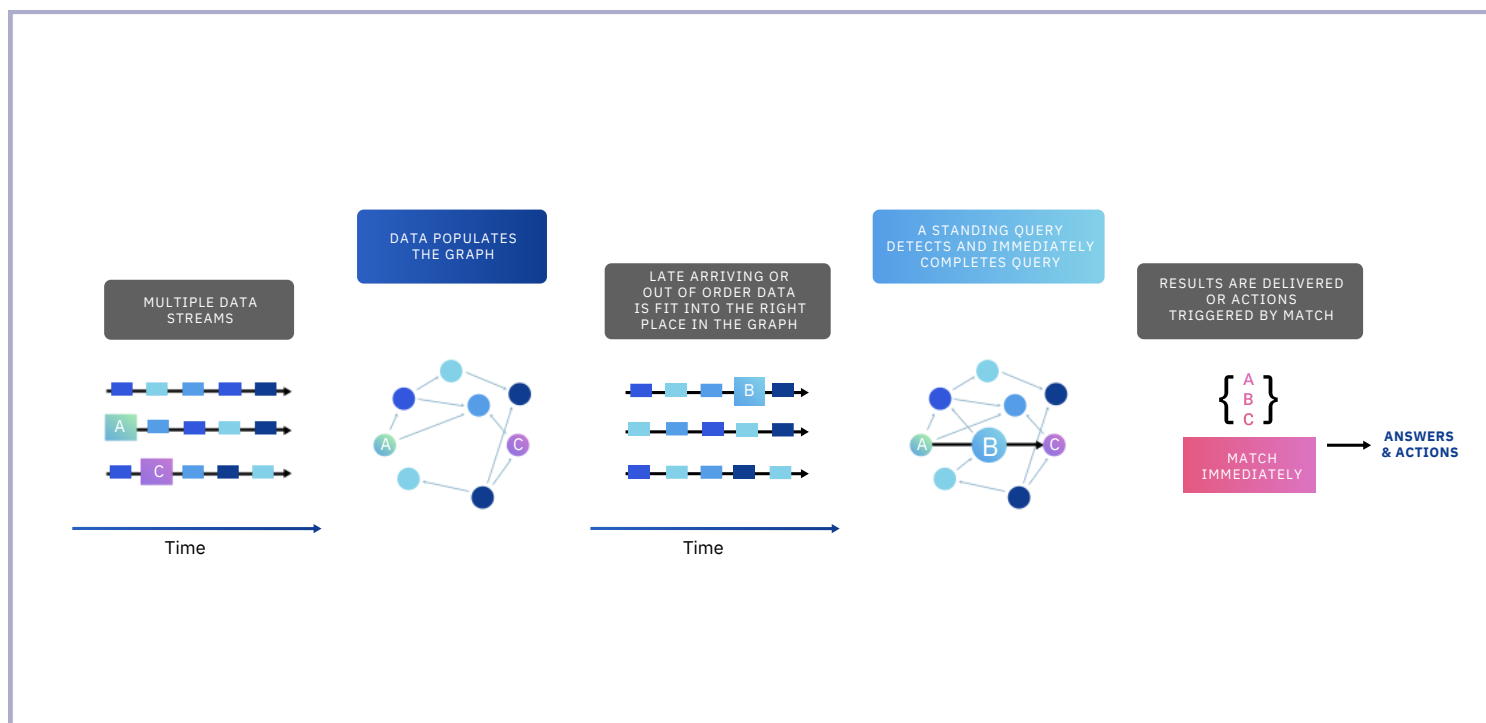 MULTIPLE DATA
STREAMS
A
C
Time
DATA POPULATES
THE GRAPH
A
C
LATE ARRIVING OR
OUT OF ORDER DATA
IS FIT INTO THE RIGHT
PLACE IN THE GRAPH
B
Time
A STANDING QUERY
DETECTS AND IMMEDIATELY
COMPLETES QUERY
A
B
C
RESULTS ARE DELIVERED
OR ACTIONS
TRIGGERED BY MATCH
{ A
B
C }
MATCH
IMMEDIATELY
ANSWERS
& ACTIONS